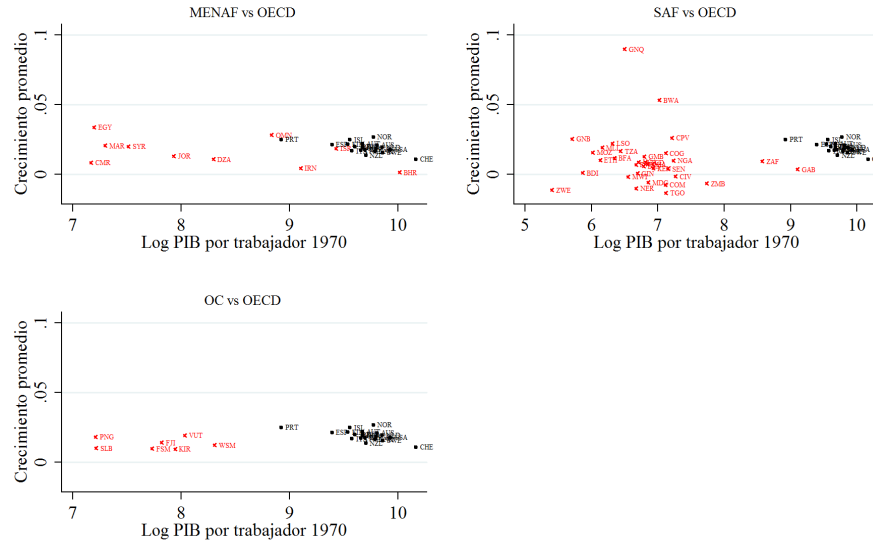 MENAF vs OECD
Crecimiento promedio
.1
.05
0
EGY
MAR
SYR
CMR
JOR
DZA
OMN
PRT
ISL
NOR
NZL
IRN
CHE
BHR
7 8 9 10
Log PIB por trabajador 1970
SAF vs OECD
Crecimiento promedio
.1
.05
0
GNQ
BWA
GNB
LSO
MOZ
TZA
ETH
BFA
BDI
ZWE
CPV
GMB
COG
NGA
SEN
GIN
MWI
CIV
MDG
COM
NER
TGO
ZMB
ZAF
GAB
PRT
ISL
NOR
NZL
5 6 7 8 9 10
Log PIB por trabajador 1970
OC vs OECD
Crecimiento promedio
.1
.05
0
PNG
SLB
FJI
VUT
FSM
KIR
WSM
PRT
ISL
NOR
NZL
CHE
7 8 9 10
Log PIB por trabajador 1970